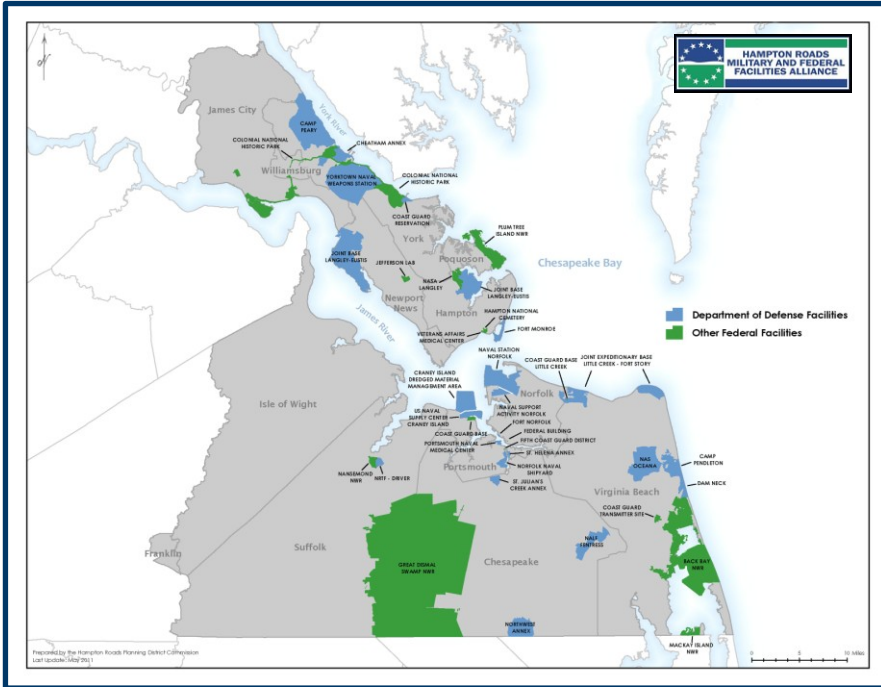 HAMPTON ROADS
MILITARY AND FEDERAL
FACILITIES ALLIANCE
James City
CAMP
PEARY
York River
COLONIAL NATIONAL
HISTORIC PARK
CHEATHAM ANNEX
Williamsburg
YORKTOWN NAVAL
WEAPONS STATION
COLONIAL NATIONAL
HISTORIC PARK
COAST GUARD
RESERVATION
York
PLUM TREE
ISLAND NWR
JOINT BASE
LANGLEY-EUSTIS
JEFFERSON LAB
Poquoson
Chesapeake Bay
NASA
LANGLEY
JOINT BASE
LANGLEY-EUSTIS
Newport
News
Hampton
HAMPTON NATIONAL
CEMETERY
Department of Defense Facilities
Other Federal Facilities
James River
VETERANS AFFAIRS
MEDICAL CENTER
FORT MONROE
NAVAL STATION
NORFOLK
COAST GUARD BASE
LITTLE CREEK
JOINT EXPEDITIONARY BASE
LITTLE CREEK - FORT STORY
CRANEY ISLAND
DREDGED MATERIAL
MANAGEMENT AREA
Norfolk
Isle of Wight
US NAVAL
SUPPLY CENTER
CRANEY ISLAND
NAVAL SUPPORT
ACTIVITY NORFOLK
FORT NORFOLK
FEDERAL BUILDING
COAST GUARD BASE
FIFTH COAST GUARD DISTRICT
PORTSMOUTH NAVAL
MEDICAL CENTER
ST. HELENA ANNEX
Portsmouth
NORFOLK NAVAL
SHIPYARD
NAS
OCEANA
CAMP
PENDLETON
NANSEMOND
NWR
NRTF - DRIVER
ST. JULIAN'S
CREEK ANNEX
DAM NECK
Virginia Beach
COAST GUARD
TRANSMITTER SITE
Franklin
Suffolk
Chesapeake
NALF
FENTRESS
GREAT DISMAL
SWAMP NWR
BACK BAY
NWR
NORTHWEST
ANNEX
MACKAY ISLAND
NWR
Prepared by the Hampton Roads Planning District Commission
Last Update: May 2011
0 5 10 Miles